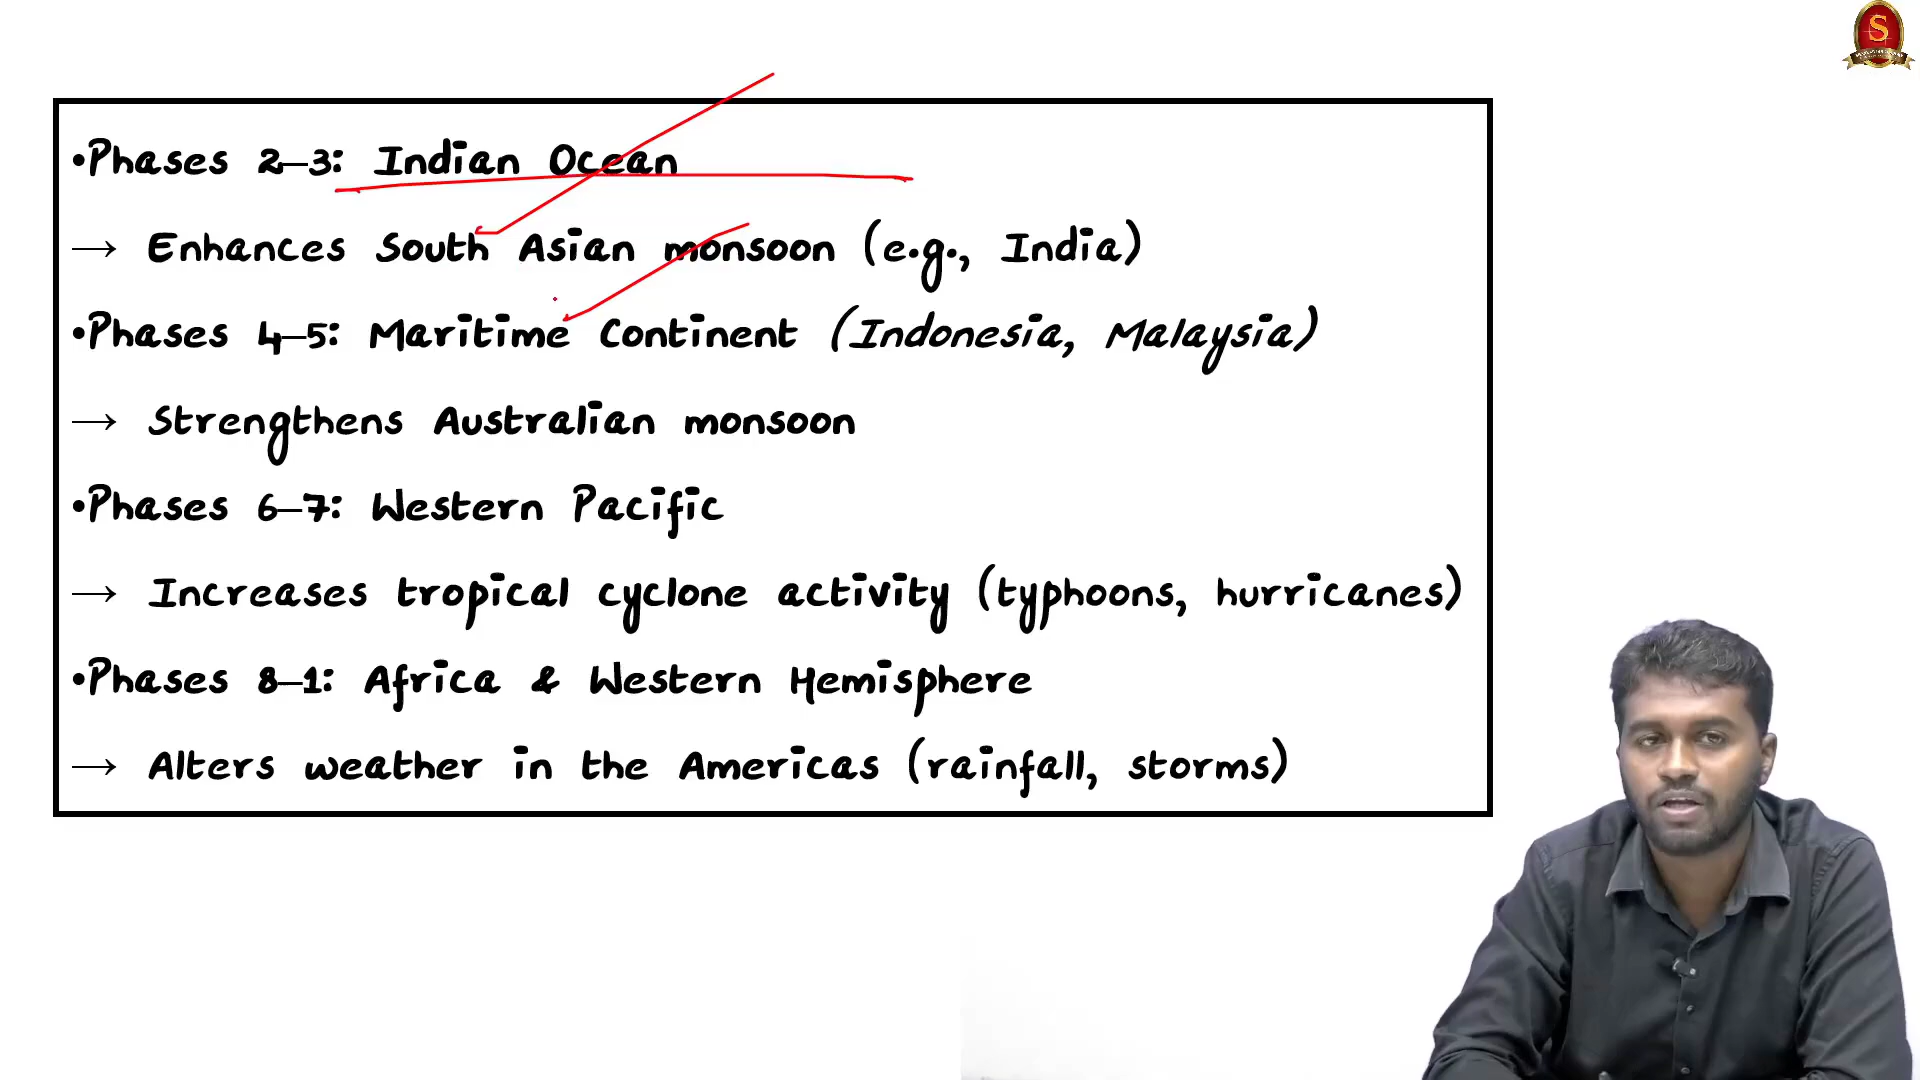 •Phases 2–3: Indian Ocean
→ Enhances South Asian monsoon (e.g., India)
•Phases 4–5: Maritime Continent (Indonesia, Malaysia)
→ Strengthens Australian monsoon
•Phases 6–7: Western Pacific
→ Increases tropical cyclone activity (typhoons, hurricanes)
•Phases 8–1: Africa & Western Hemisphere
→ Alters weather in the Americas (rainfall, storms)
S